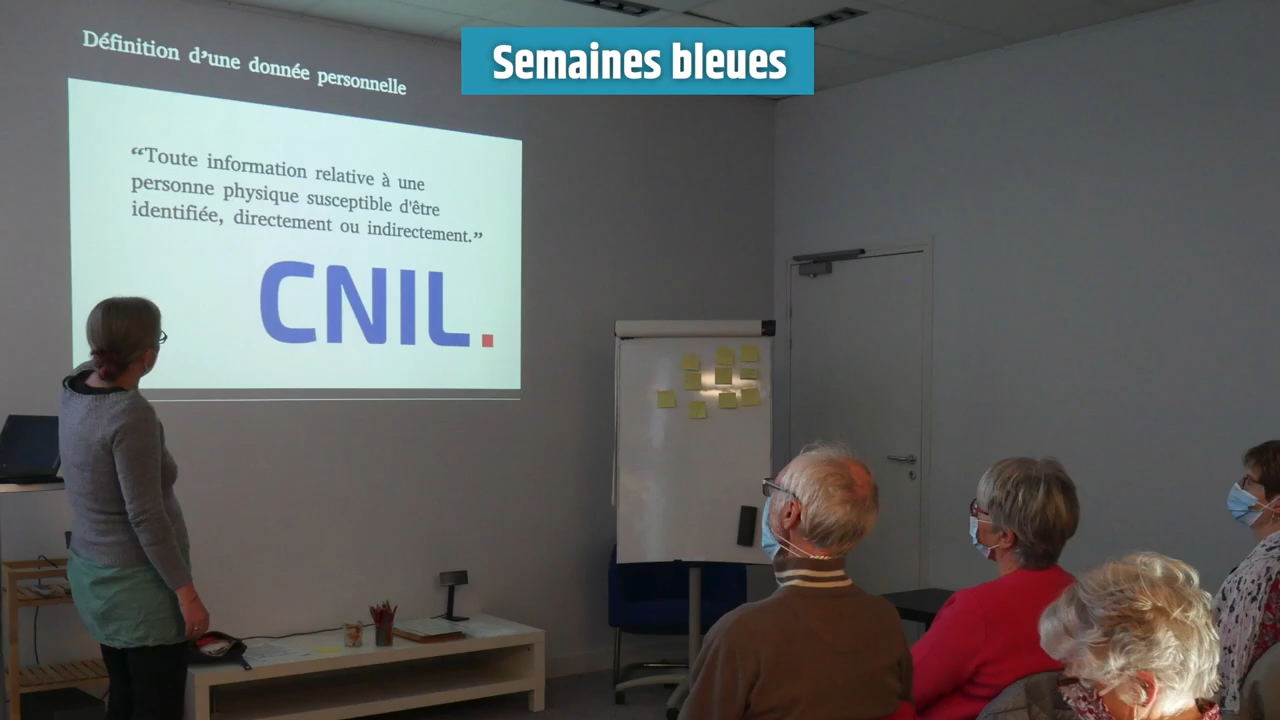 Semaines bleues
Définition d’une donnée personnelle
“Toute information relative à une
personne physique susceptible d'être
identifiée, directement ou indirectement.”
CNIL.